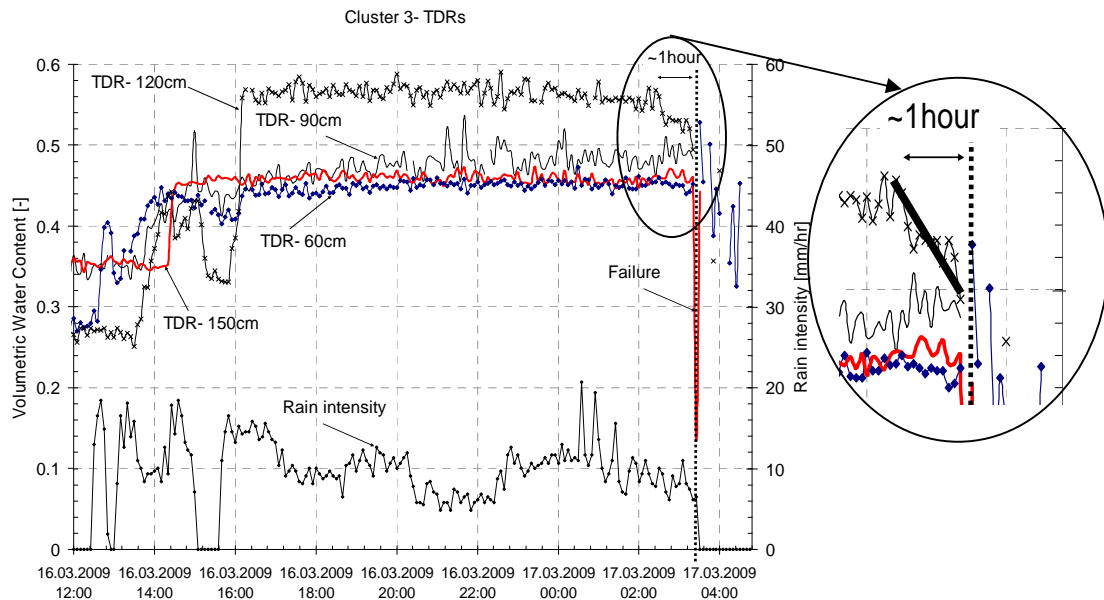 Cluster 3- TDRs
~1hour
~1hour
0.6
0.5
0.4
0.3
0.2
0.1
0
Volumetric Water Content [-]
TDR- 120cm
TDR- 90cm
TDR- 60cm
TDR- 150cm
Failure
Rain intensity
60
50
40
30
20
10
0
Rain intensity [mm/hr]
16.03.2009 16.03.2009 16.03.2009 16.03.2009 16.03.2009 16.03.2009 17.03.2009 17.03.2009 17.03.2009
12:00 14:00 16:00 18:00 20:00 22:00 00:00 02:00 04:00